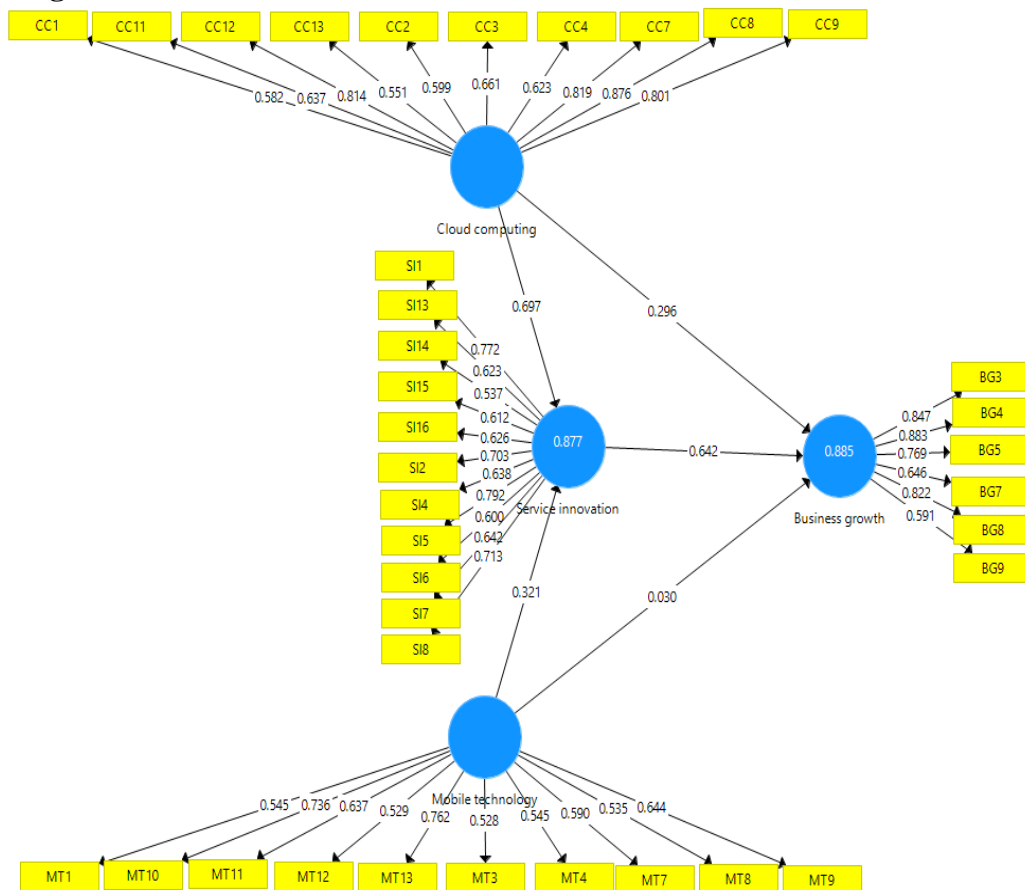 CC1 CC11 CC12 CC13 CC2 CC3 CC4 CC7 CC8 CC9
0.582 0.637 0.814 0.551 0.599 0.661 0.623 0.819 0.876 0.801
Cloud computing
SI1
SI13
SI14
SI15
SI16
SI2
SI4
SI5
SI6
SI7
SI8
0.772
0.623
0.537
0.612
0.626
0.703
0.638
0.792
0.600
0.642
0.713
0.697
0.296
0.877
Service innovation
0.642
0.885
Business growth
0.847
0.883
0.769
0.646
0.822
0.591
BG3
BG4
BG5
BG7
BG8
BG9
0.321
0.030
Mobile technology
0.545 0.736 0.637 0.529 0.762 0.528 0.545 0.590 0.535 0.644
MT1 MT10 MT11 MT12 MT13 MT3 MT4 MT7 MT8 MT9